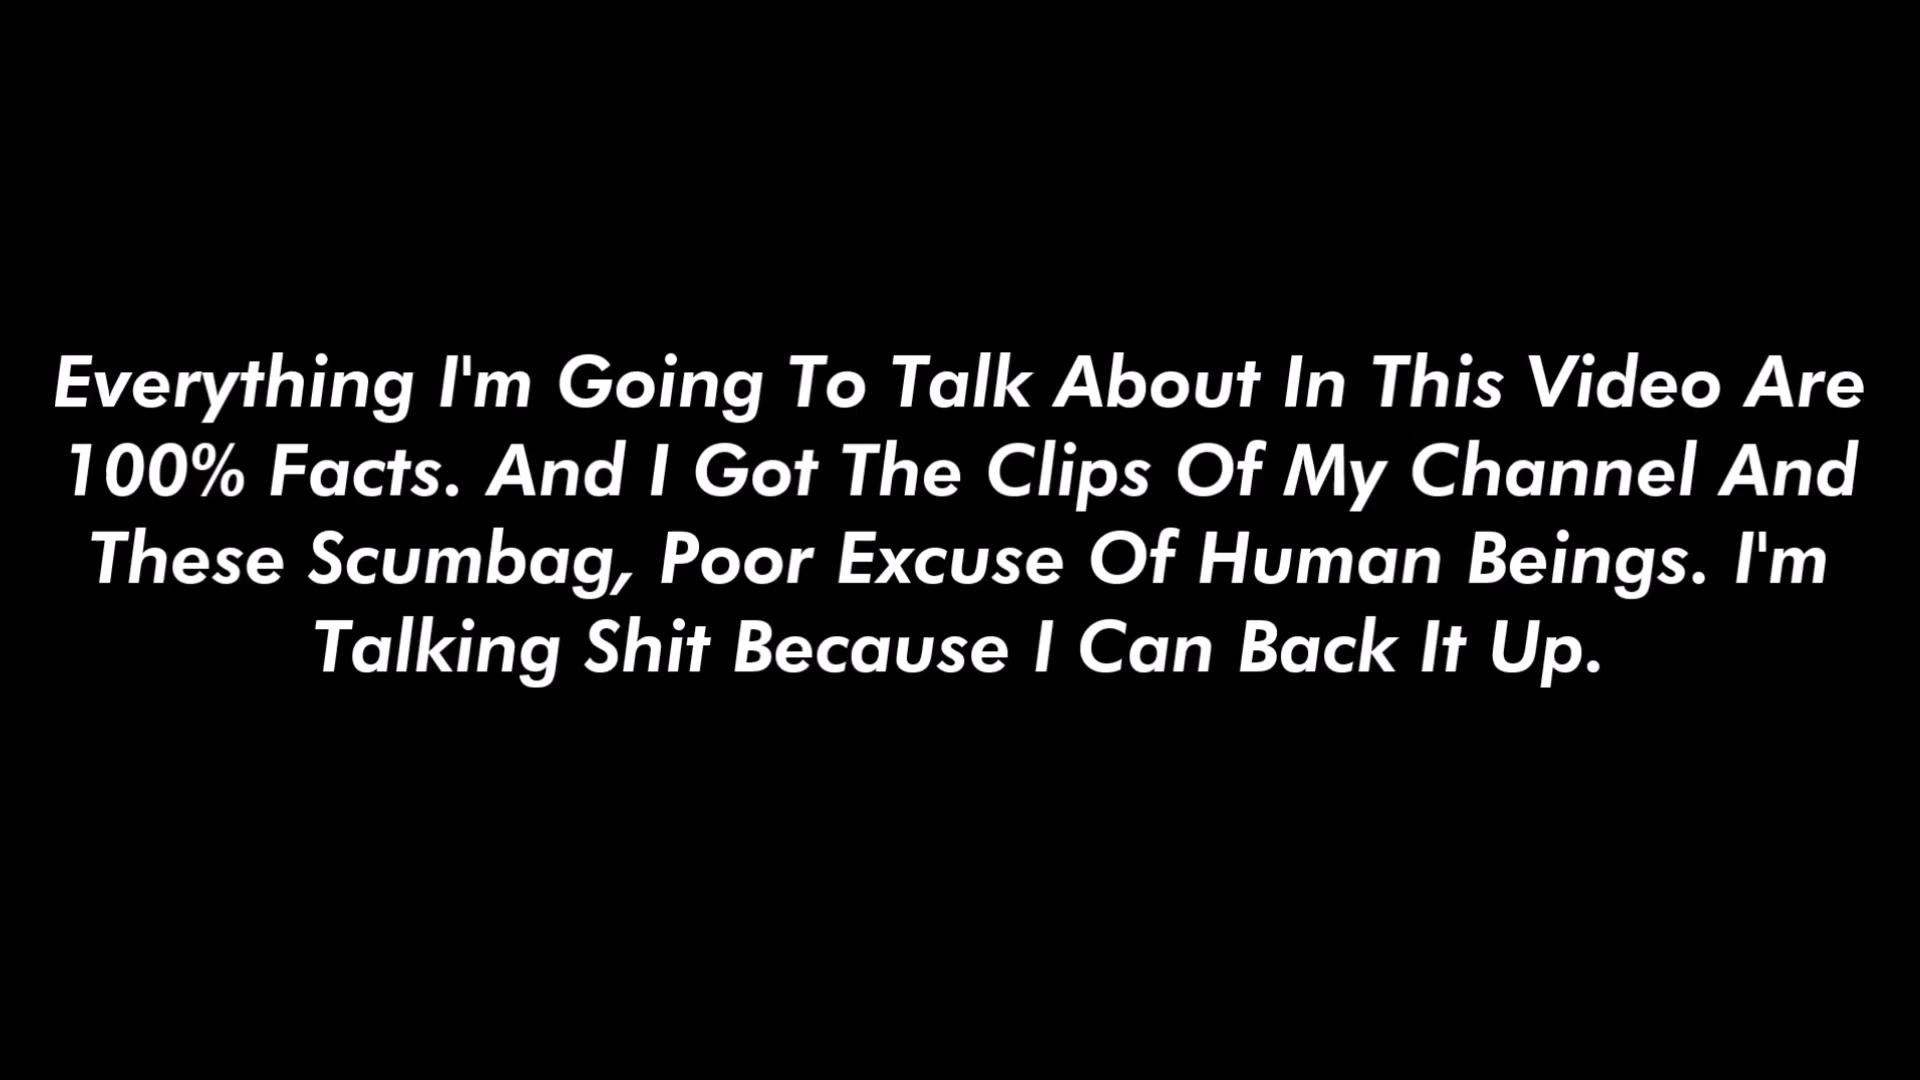 Everything I'm Going To Talk About In This Video Are
100% Facts. And I Got The Clips Of My Channel And
These Scumbag, Poor Excuse Of Human Beings. I'm
Talking Shit Because I Can Back It Up.